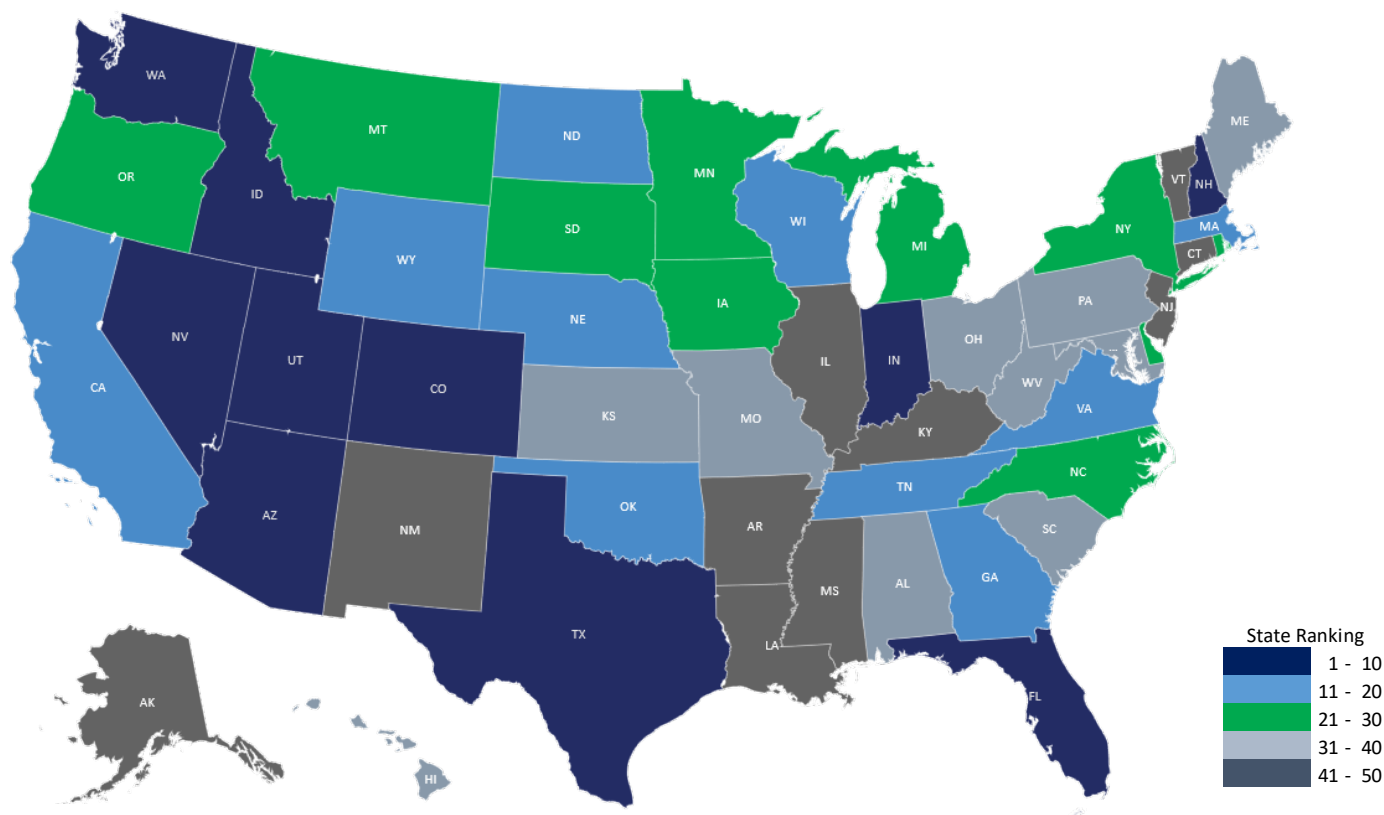 WA
ME
MT
ND
MN
OR
VT
NH
ID
WI
MA
NY
SD
MI
CT
WY
IA
PA
NJ
NE
OH
NV
UT
IL
IN
WV
CA
CO
VA
KS
MO
KY
NC
TN
OK
AZ
NM
AR
SC
GA
AL
MS
TX
LA
FL
AK
HI
State Ranking
1 - 10
11 - 20
21 - 30
31 - 40
41 - 50